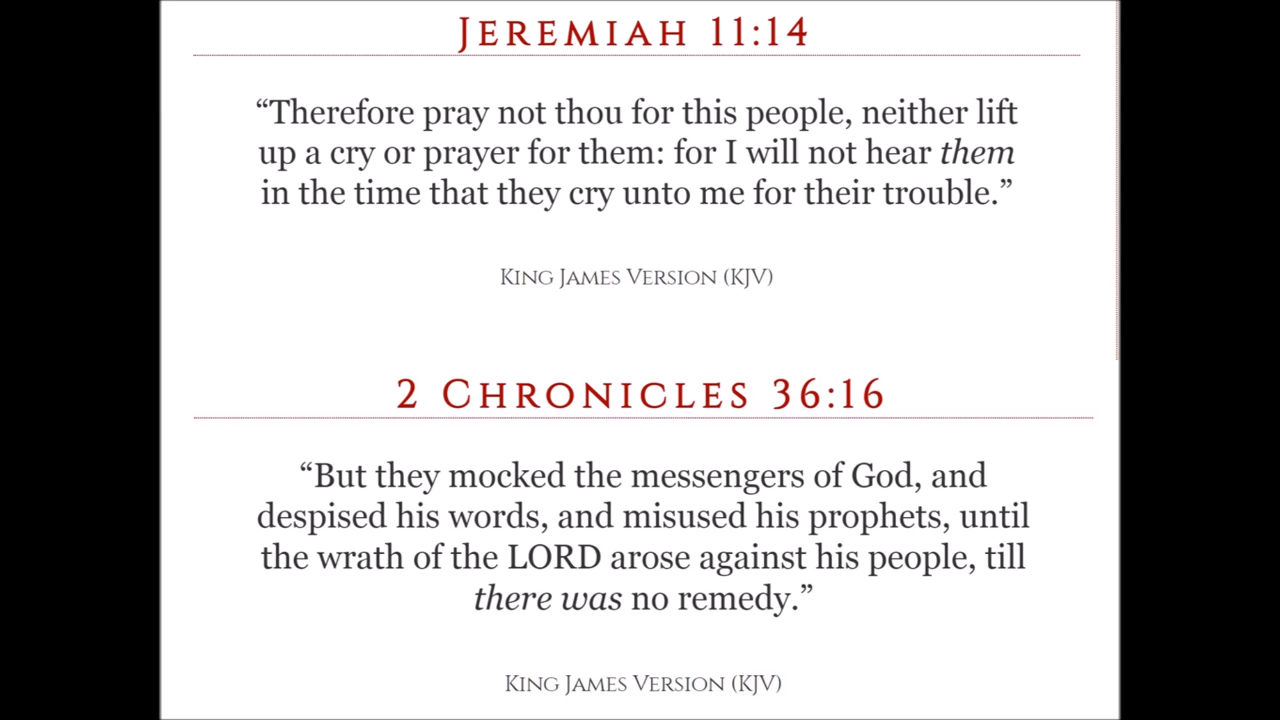 Jeremiah 11:14
“Therefore pray not thou for this people, neither lift
up a cry or prayer for them: for I will not hear them
in the time that they cry unto me for their trouble.”
King James Version (KJV)
2 Chronicles 36:16
“But they mocked the messengers of God, and
despised his words, and misused his prophets, until
the wrath of the LORD arose against his people, till
there was no remedy.”
King James Version (KJV)